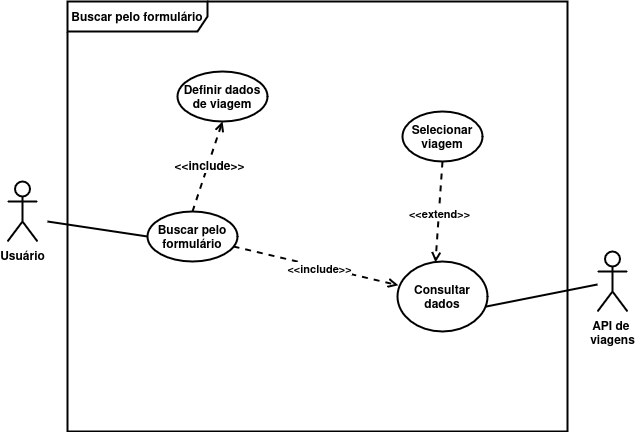 Buscar pelo formulário
Definir dados
de viagem
Selecionar
viagem
<<include>>
<<extend>>
Buscar pelo
formulário
Usuário
<<include>>
Consultar
dados
API de
viagens